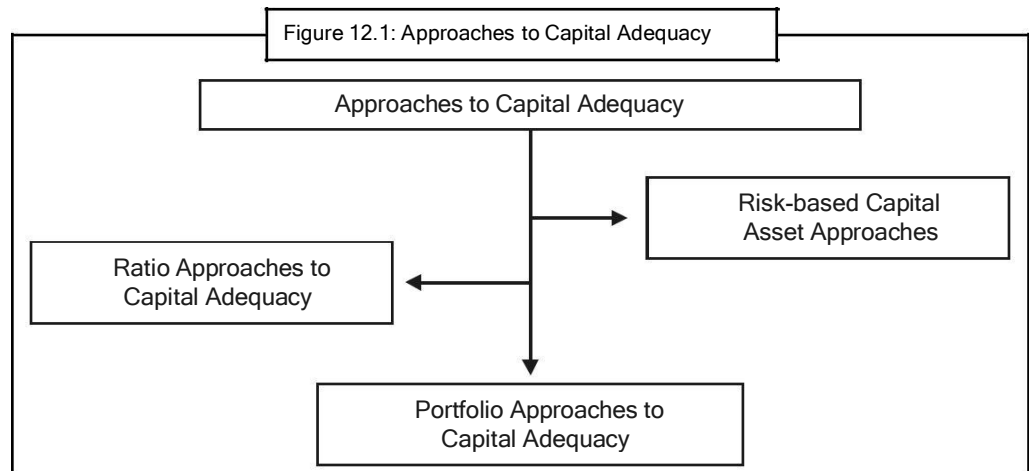 Figure 12.1: Approaches to Capital Adequacy
Approaches to Capital Adequacy
Risk-based Capital
Asset Approaches
Ratio Approaches to
Capital Adequacy
Portfolio Approaches to
Capital Adequacy